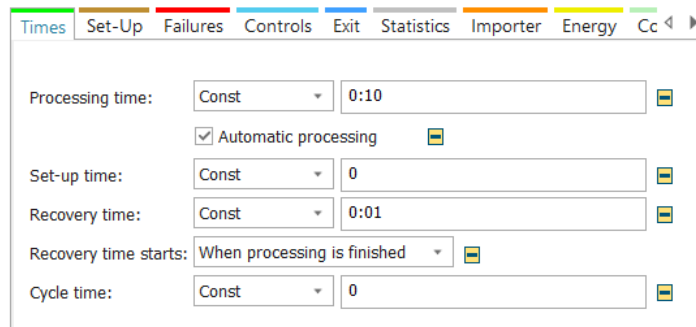 Times Set-Up Failures Controls Exit Statistics Importer Energy Cc
Processing time: Const 0:10
Automatic processing
Set-up time: Const 0
Recovery time: Const 0:01
Recovery time starts: When processing is finished
Cycle time: Const 0